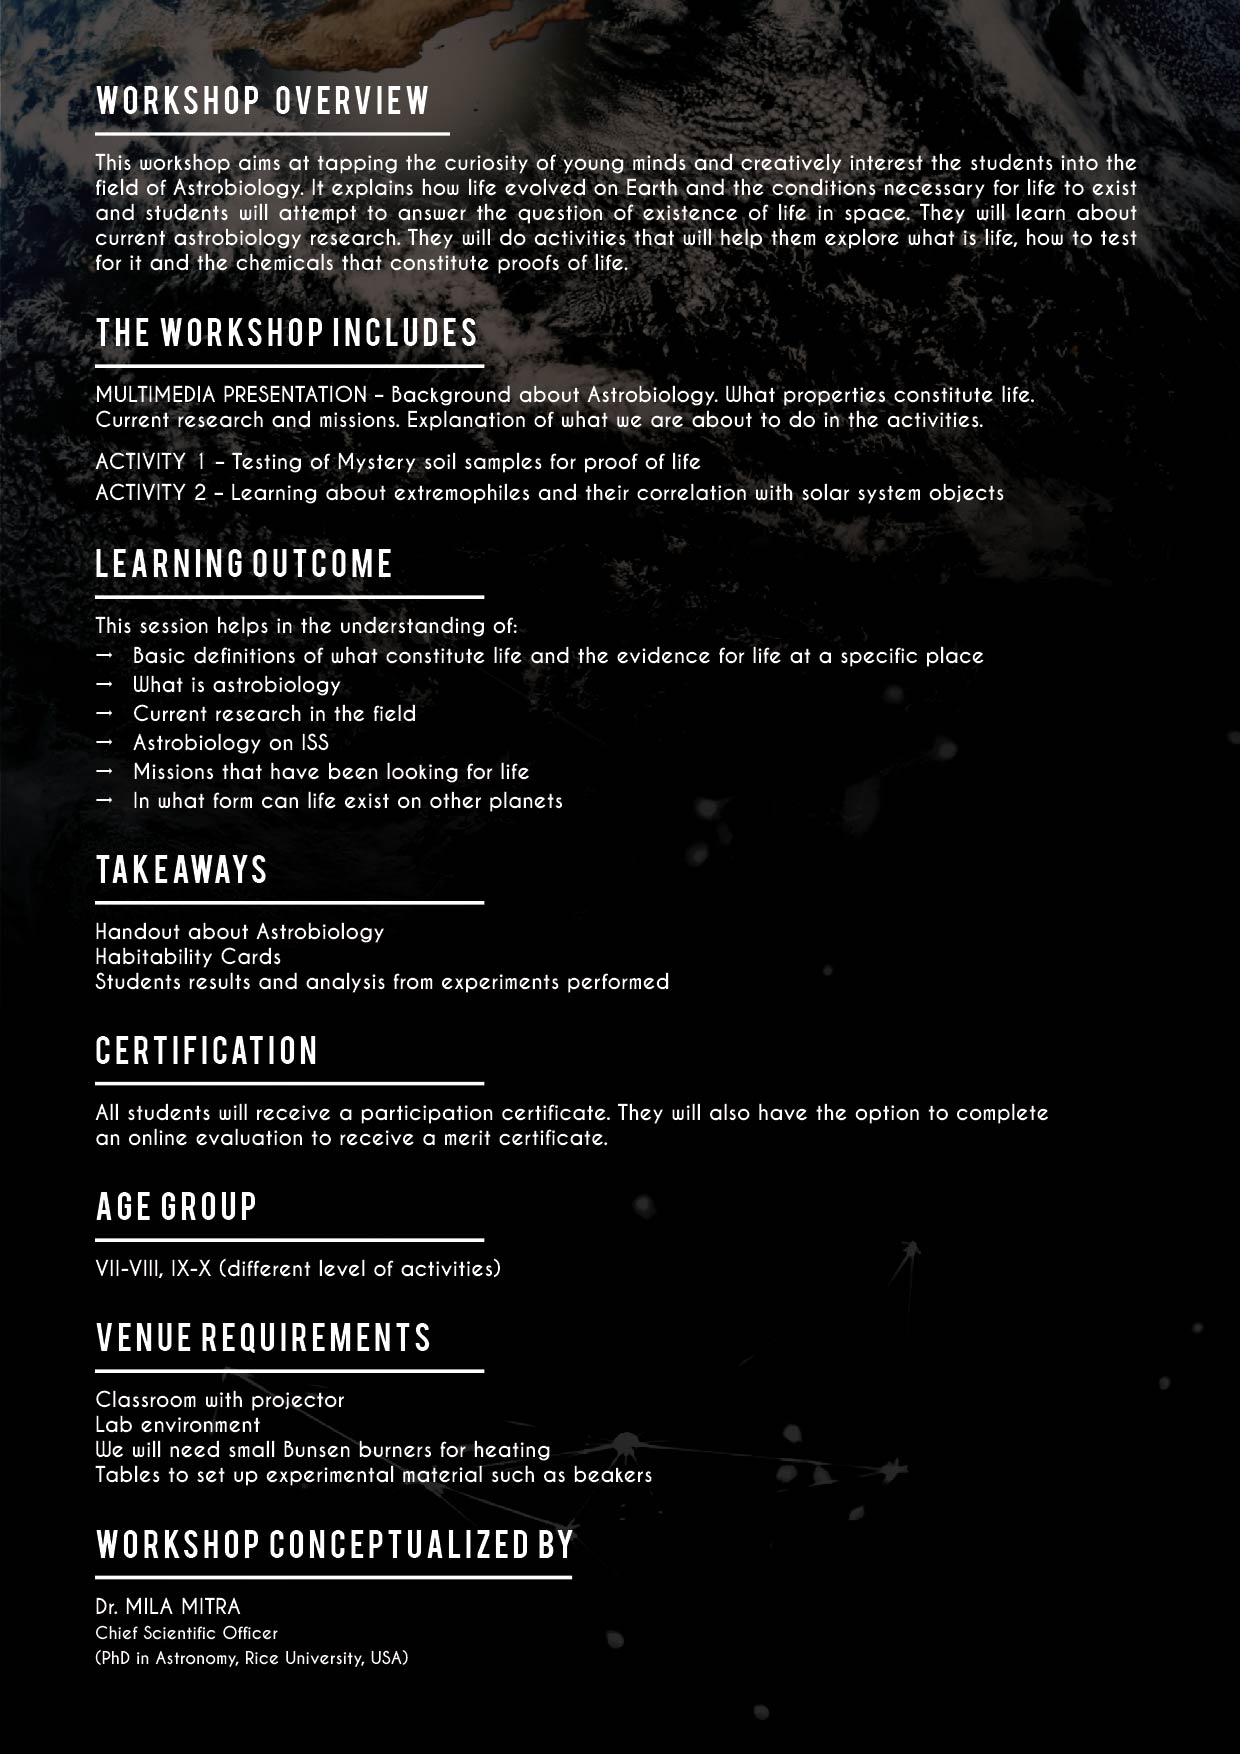 WORKSHOP OVERVIEW
This workshop aims at tapping the curiosity of young minds and creatively interest the students into the
field of Astrobiology. It explains how life evolved on Earth and the conditions necessary for life to exist
and students will attempt to answer the question of existence of life in space. They will learn about
current astrobiology research. They will do activities that will help them explore what is life, how to test
for it and the chemicals that constitute proofs of life.
THE WORKSHOP INCLUDES
MULTIMEDIA PRESENTATION – Background about Astrobiology. What properties constitute life.
Current research and missions. Explanation of what we are about to do in the activities.
ACTIVITY 1 – Testing of Mystery soil samples for proof of life
ACTIVITY 2 – Learning about extremophiles and their correlation with solar system objects
LEARNING OUTCOME
This session helps in the understanding of:
→ Basic definitions of what constitute life and the evidence for life at a specific place
→ What is astrobiology
→ Current research in the field
→ Astrobiology on ISS
→ Missions that have been looking for life
→ In what form can life exist on other planets
TAKEAWAYS
Handout about Astrobiology
Habitability Cards
Students results and analysis from experiments performed
CERTIFICATION
All students will receive a participation certificate. They will also have the option to complete
an online evaluation to receive a merit certificate.
AGE GROUP
VII-VIII, IX-X (different level of activities)
VENUE REQUIREMENTS
Classroom with projector
Lab environment
We will need small Bunsen burners for heating
Tables to set up experimental material such as beakers
WORKSHOP CONCEPTUALIZED BY
Dr. MILA MITRA
Chief Scientific Officer
(PhD in Astronomy, Rice University, USA)